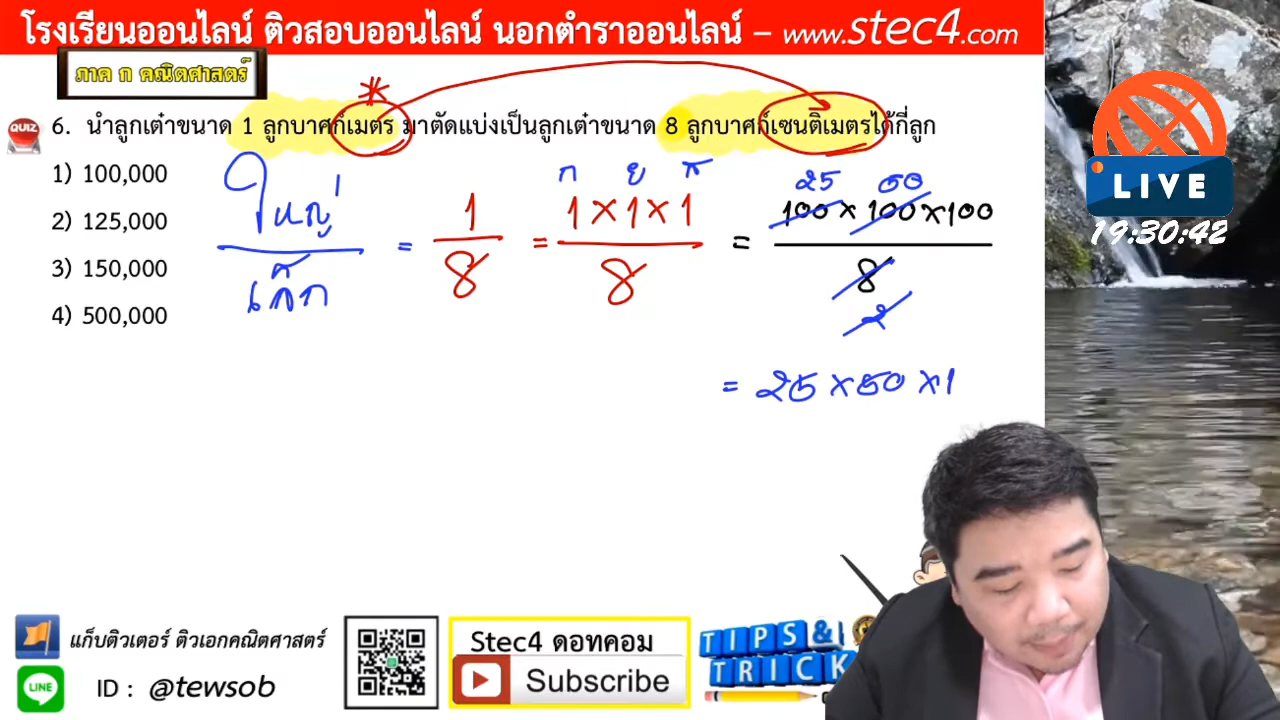 โรงเรียนออนไลน์ ติวสอบออนไลน์ นอกตำราออนไลน์ – www.stec4.com
ภาค ก คณิตศาสตร์
QUIZ
6. นำลูกเต๋าขนาด 1 ลูกบาศก์เมตร มาตัดแบ่งเป็นลูกเต๋าขนาด 8 ลูกบาศก์เซนติเมตรได้กี่ลูก
1) 100,000
2) 125,000
3) 150,000
4) 500,000
ใหญ่
เล็ก
= 1
8
ก ย ส
= 1 × 1 × 1
8
25 50
= 100 × 100 × 100
8
2
= 25 × 50 × 1
LIVE
19:30:42
แก็บติวเตอร์ ติวเอกคณิตศาสตร์
LINE
ID : @tewsob
Stec4 ดอทคอม
Subscribe
TIPS &
TRICK